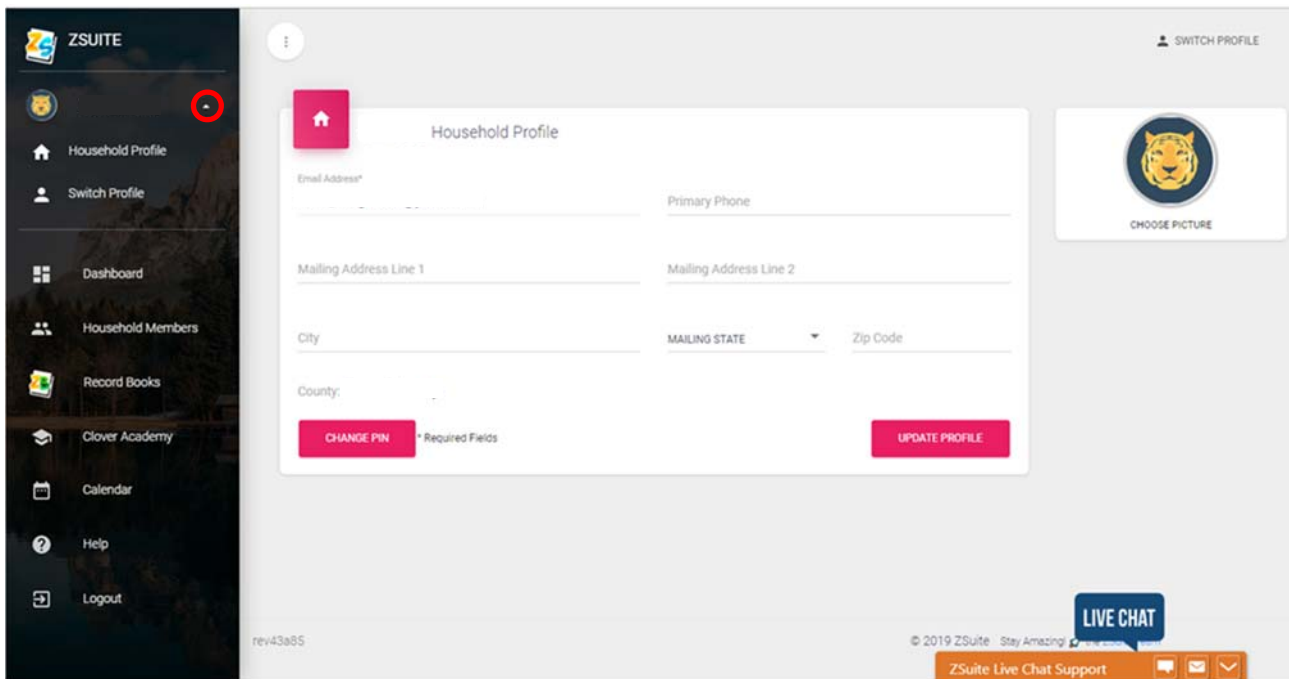 ZSUITE
SWITCH PROFILE
Household Profile
Household Profile
Switch Profile
Email Address*
Primary Phone
CHOOSE PICTURE
Mailing Address Line 1
Mailing Address Line 2
Dashboard
Household Members
City
MAILING STATE
Zip Code
Record Books
County:
Clover Academy
CHANGE PIN
* Required Fields
UPDATE PROFILE
Calendar
Help
Logout
LIVE CHAT
rev43a85
© 2019 ZSuite Stay Amazing!
ZSuite Live Chat Support